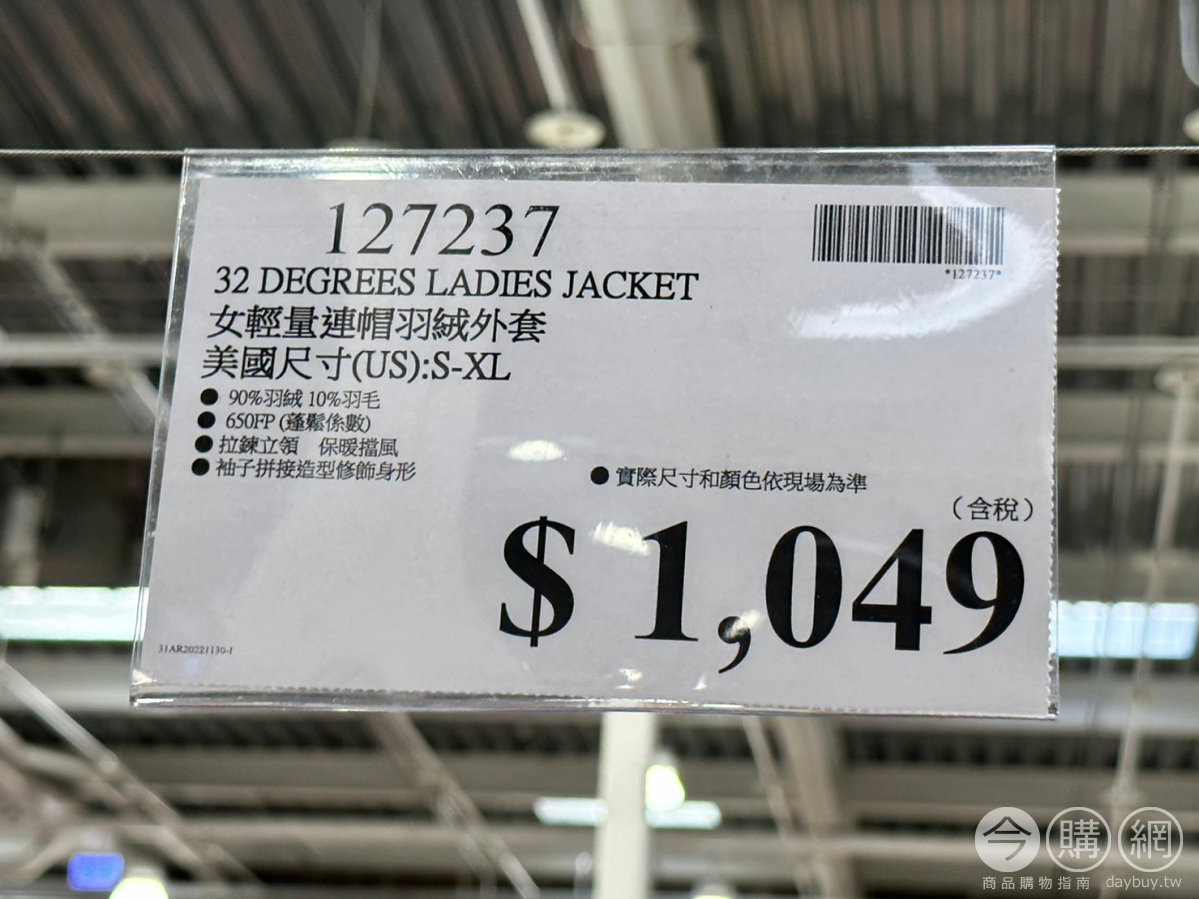 127237
*127237*
32 DEGREES LADIES JACKET
女輕量連帽羽絨外套
美國尺寸(US):S-XL
● 90%羽絨 10%羽毛
● 650FP (蓬鬆係數)
● 拉鍊立領 保暖擋風
● 袖子拼接造型修飾身形
● 實際尺寸和顏色依現場為準
（含稅）
$ 1,049
31AR20221130-1
今購網
商品購物指南 daybuy.tw